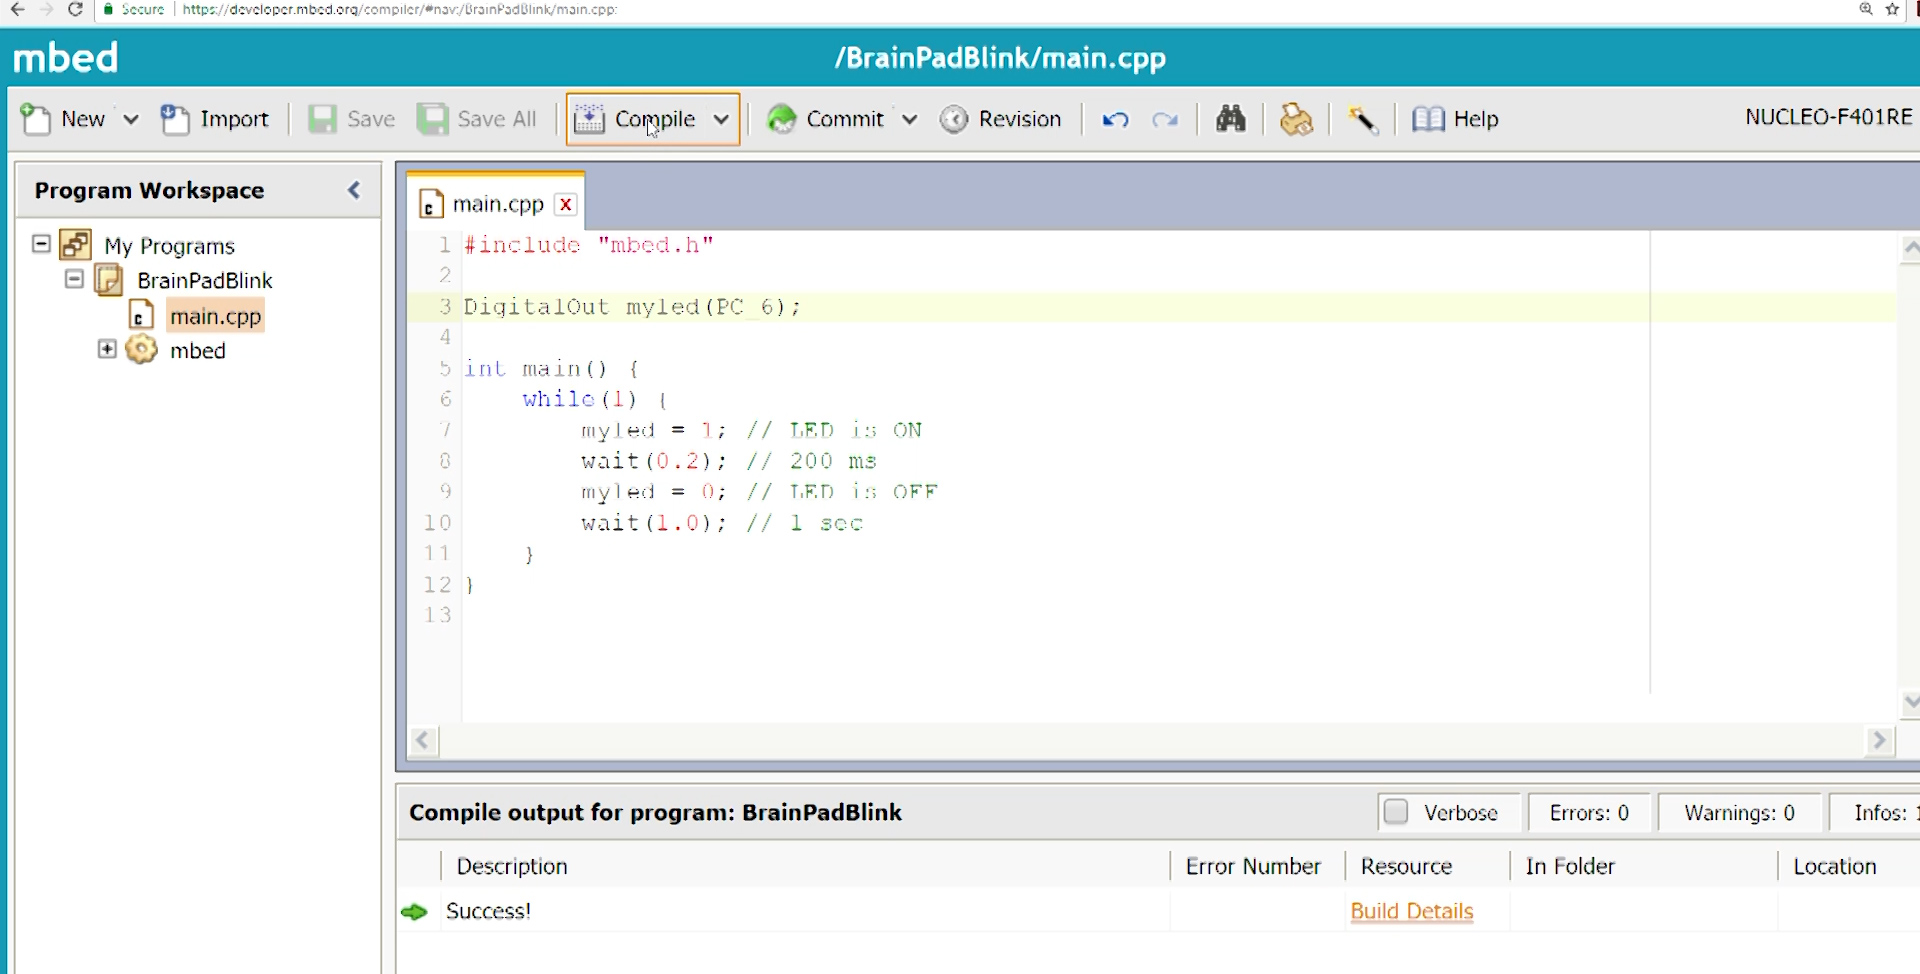 Secure https://developer.mbed.org/compiler/#nav:/BrainPadBlink/main.cpp:
mbed /BrainPadBlink/main.cpp
New Import Save Save All Compile Commit Revision Help NUCLEO-F401RE
Program Workspace
My Programs
BrainPadBlink
main.cpp
mbed
main.cpp x
1 #include "mbed.h"
2
3 DigitalOut myled(PC_6);
4
5 int main() {
6 while(1) {
7 myled = 1; // LED is ON
8 wait(0.2); // 200 ms
9 myled = 0; // LED is OFF
10 wait(1.0); // 1 sec
11 }
12 }
13
Compile output for program: BrainPadBlink Verbose Errors: 0 Warnings: 0 Infos: 1
Description Error Number Resource In Folder Location
Success! Build Details